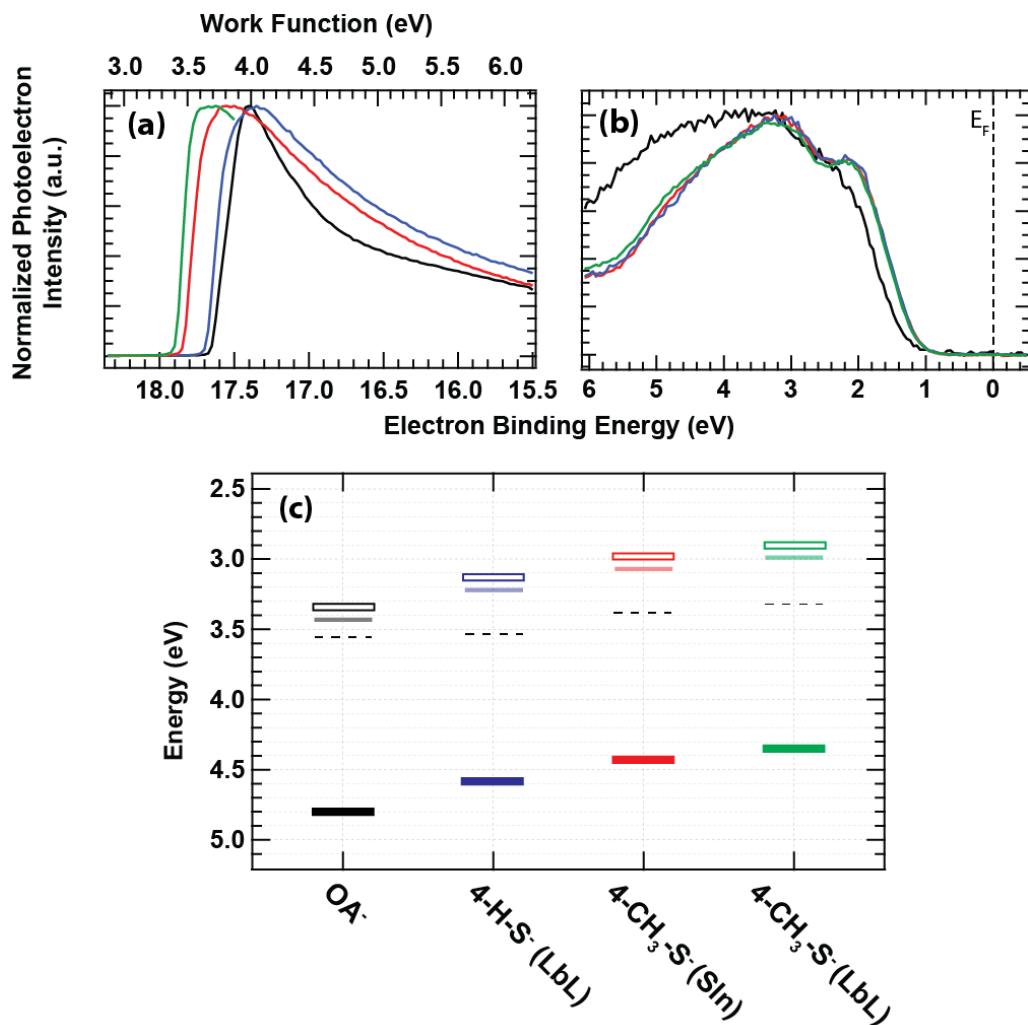 Work Function (eV)
3.0 3.5 4.0 4.5 5.0 5.5 6.0
Normalized Photoelectron
Intensity (a.u.)
(a)
(b)
E_F
18.0 17.5 17.0 16.5 16.0 15.5
6 5 4 3 2 1 0
Electron Binding Energy (eV)
(c)
Energy (eV)
2.5
3.0
3.5
4.0
4.5
5.0
OA⁻
4-H-S⁻(LbL)
4-CH₃-S⁻(Sln)
4-CH₃-S⁻(LbL)